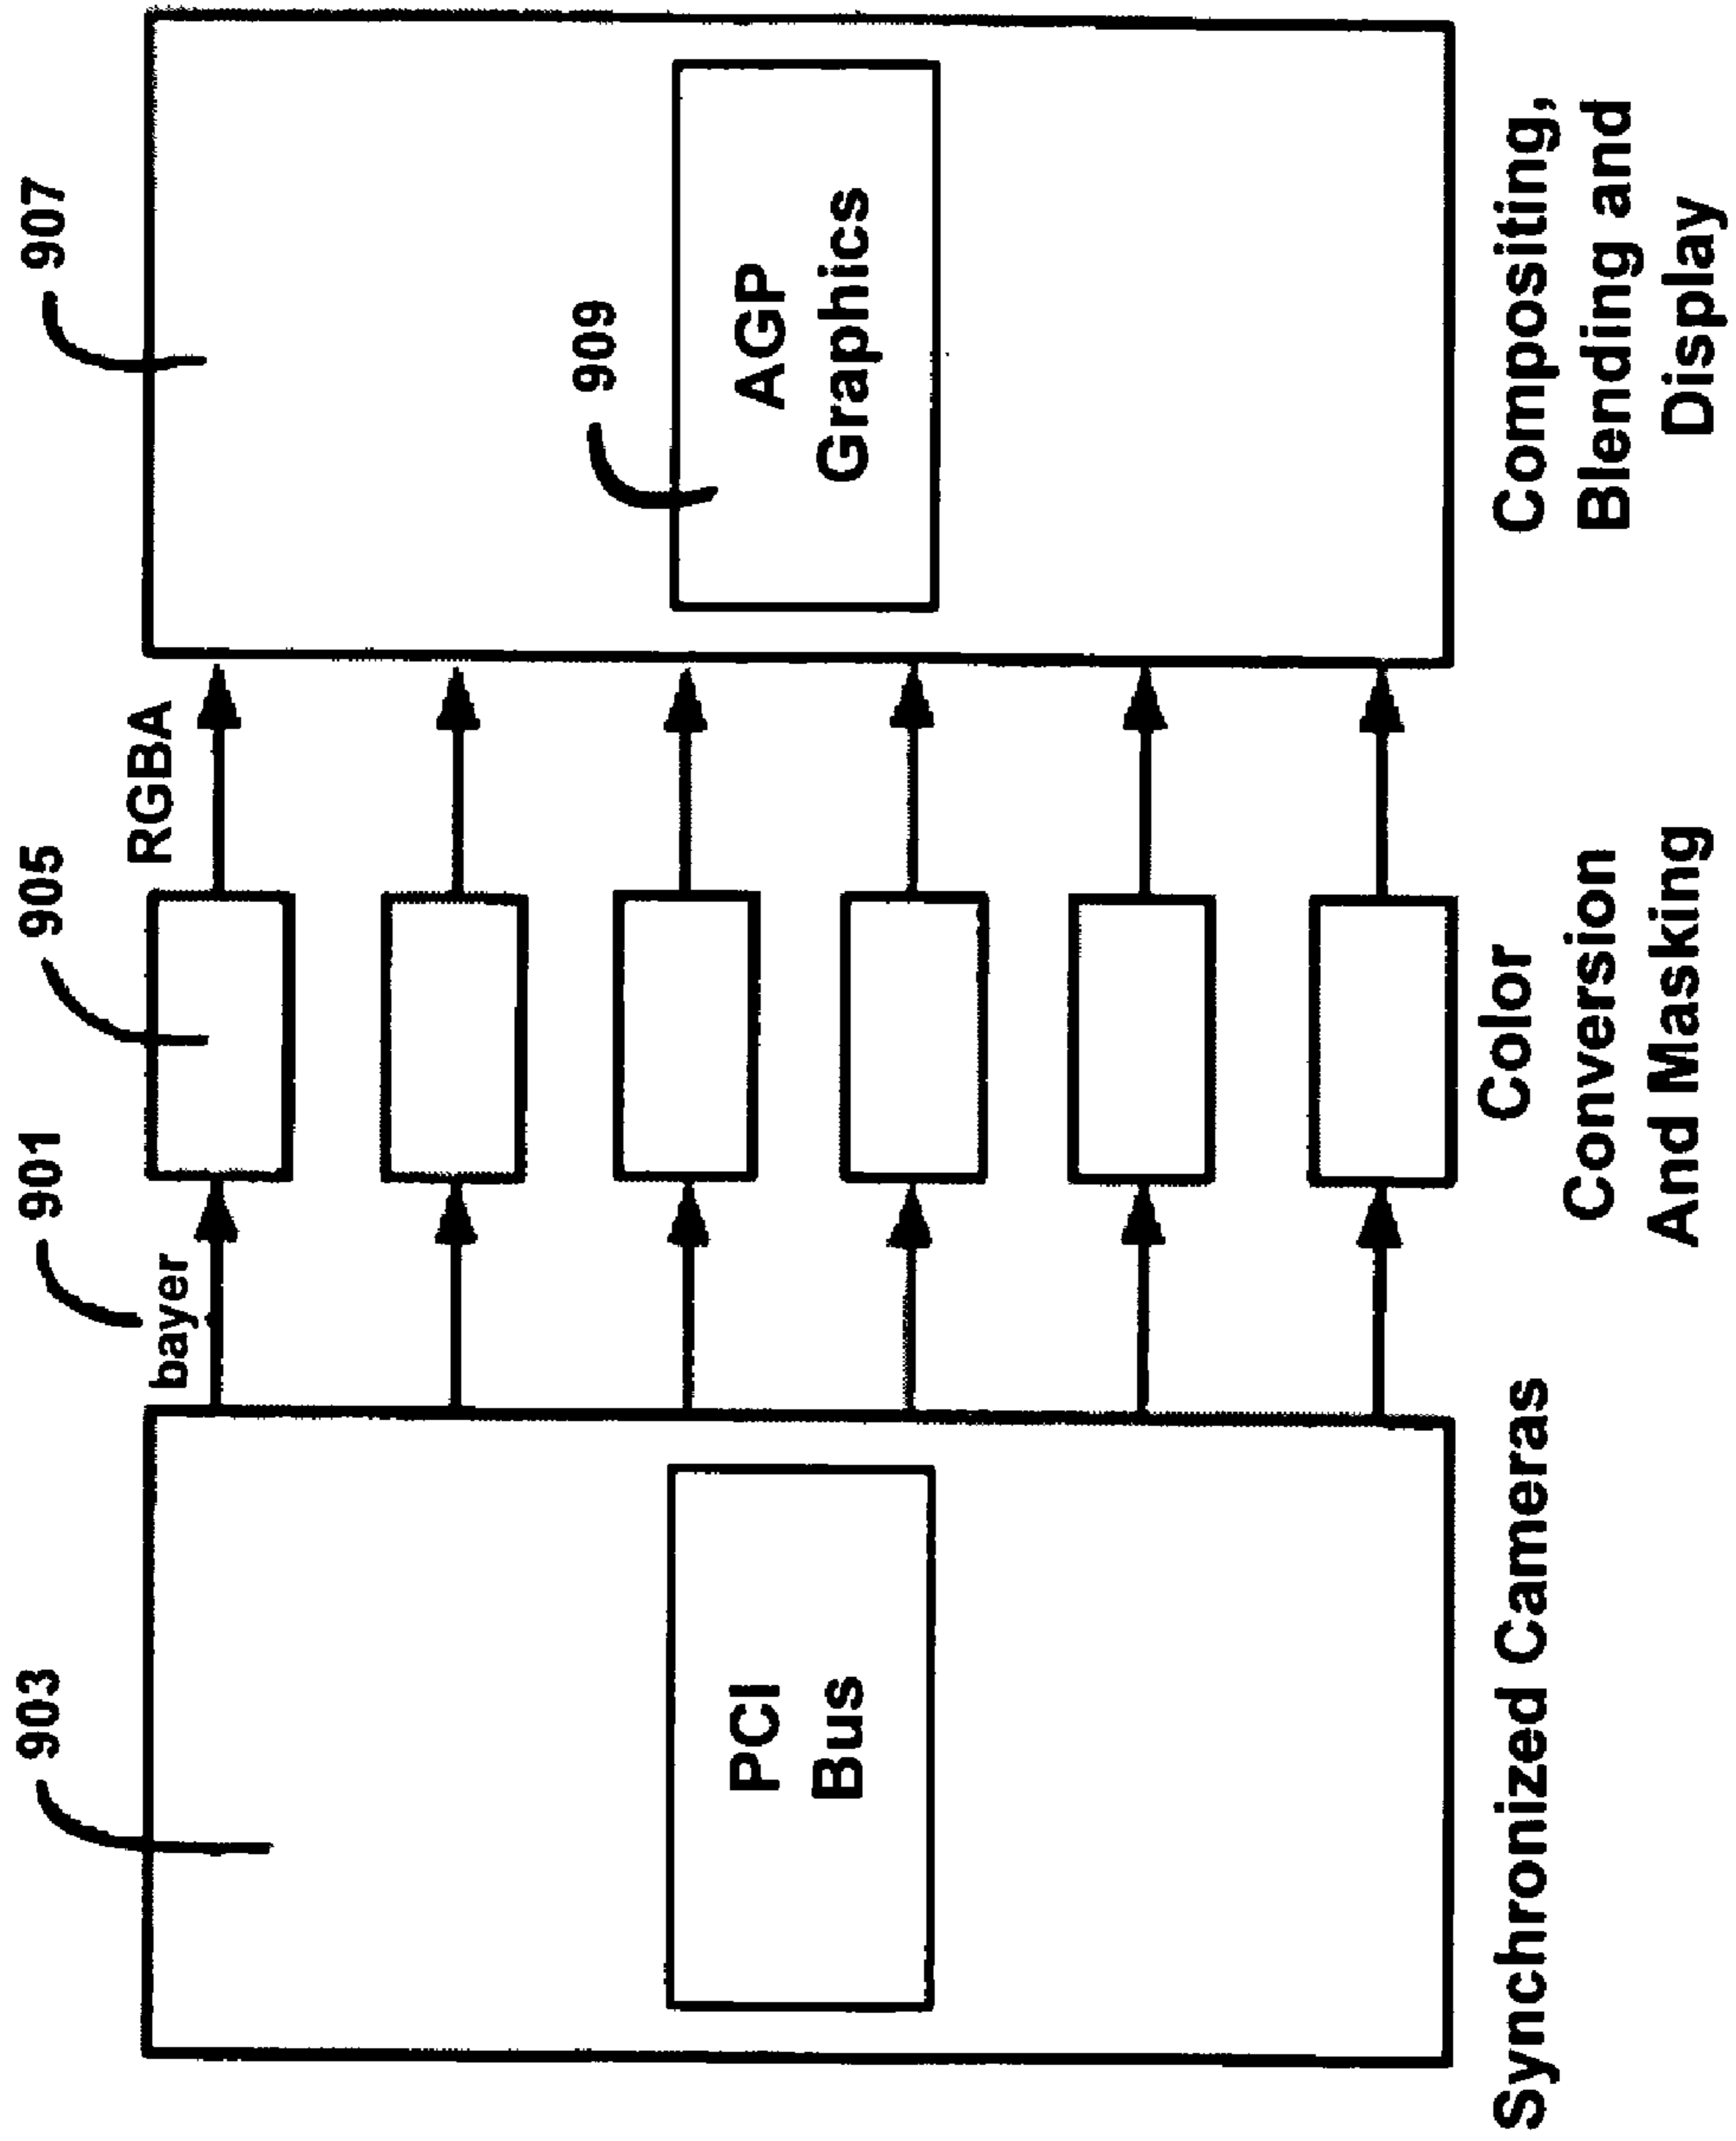 903
901
905
907
bayer
RGBA
909
PCI
Bus
AGP
Graphics
Synchronized Cameras
Color
Conversion
And Masking
Compositing,
Blending and
Display